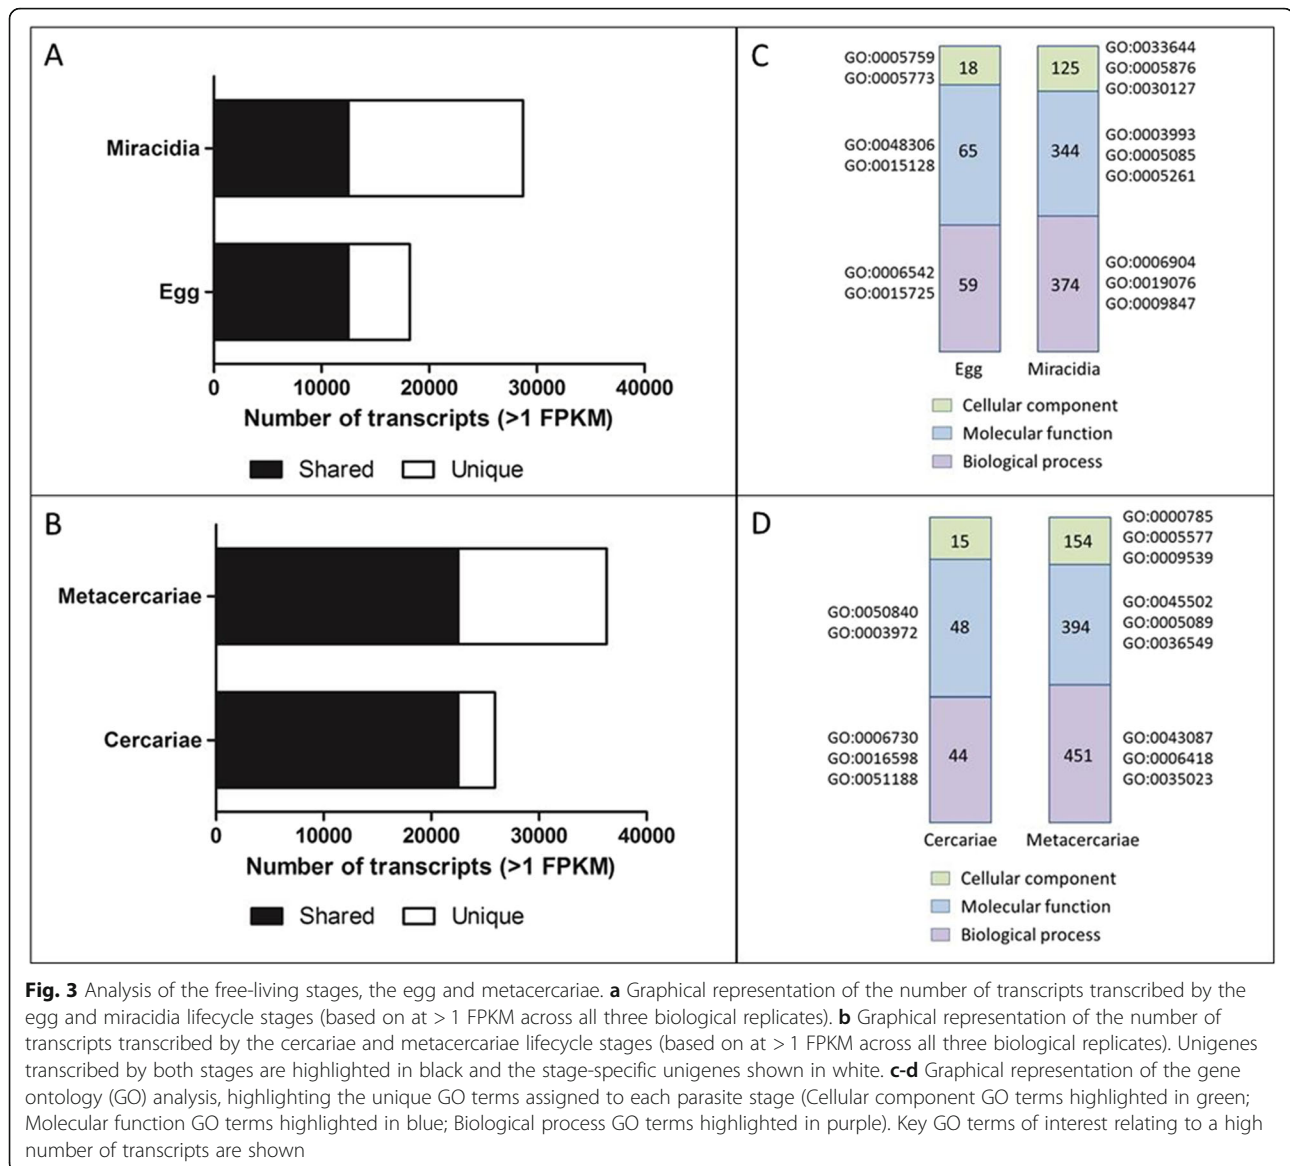 A
Miracidia
Egg
0 10000 20000 30000 40000
Number of transcripts (>1 FPKM)
Shared Unique
B
Metacercariae
Cercariae
0 10000 20000 30000 40000
Number of transcripts (>1 FPKM)
Shared Unique
C
GO:0005759
GO:0005773
18
125
GO:0033644
GO:0005876
GO:0030127
GO:0048306
GO:0015128
65
344
GO:0003993
GO:0005085
GO:0005261
GO:0006542
GO:0015725
59
374
GO:0006904
GO:0019076
GO:0009847
Egg Miracidia
Cellular component
Molecular function
Biological process
D
15
154
GO:0000785
GO:0005577
GO:0009539
GO:0050840
GO:0003972
48
394
GO:0045502
GO:0005089
GO:0036549
GO:0006730
GO:0016598
GO:0051188
44
451
GO:0043087
GO:0006418
GO:0035023
Cercariae Metacercariae
Cellular component
Molecular function
Biological process
Fig. 3 Analysis of the free-living stages, the egg and metacercariae. a Graphical representation of the number of transcripts transcribed by the
egg and miracidia lifecycle stages (based on at > 1 FPKM across all three biological replicates). b Graphical representation of the number of
transcripts transcribed by the cercariae and metacercariae lifecycle stages (based on at > 1 FPKM across all three biological replicates). Unigenes
transcribed by both stages are highlighted in black and the stage-specific unigenes shown in white. c-d Graphical representation of the gene
ontology (GO) analysis, highlighting the unique GO terms assigned to each parasite stage (Cellular component GO terms highlighted in green;
Molecular function GO terms highlighted in blue; Biological process GO terms highlighted in purple). Key GO terms of interest relating to a high
number of transcripts are shown